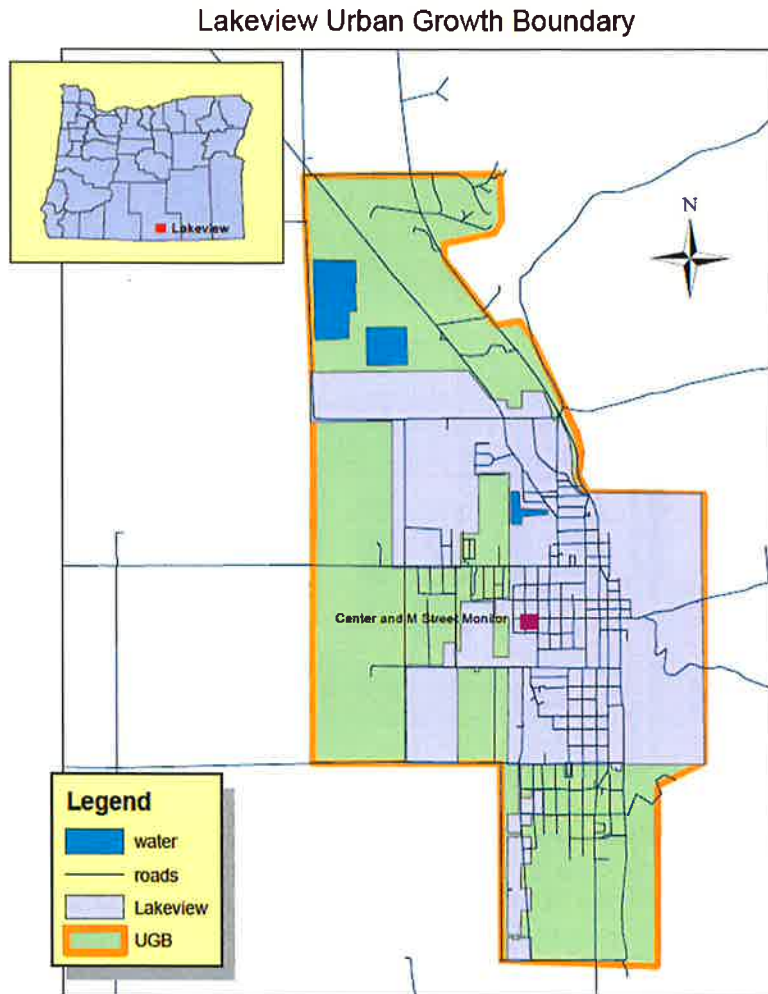 Lakeview Urban Growth Boundary
Lakeview
N
Center and M Street Monitor
Legend
water
roads
Lakeview
UGB